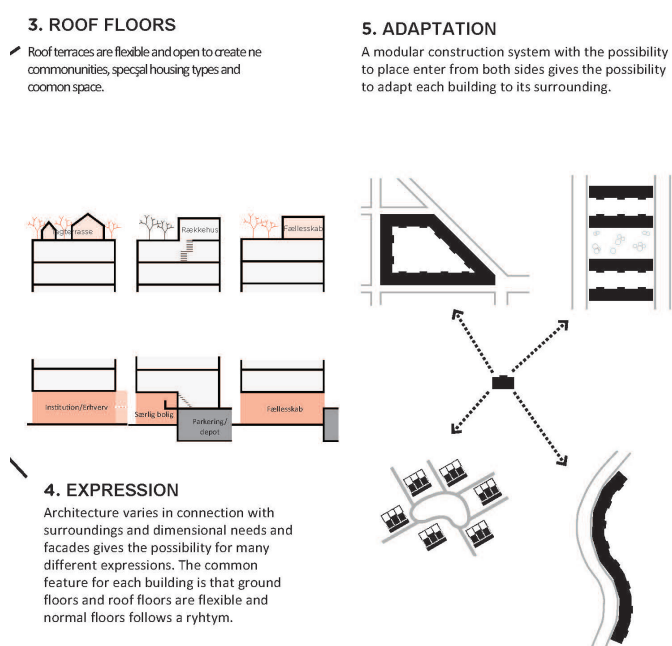 3. ROOF FLOORS
Roof terraces are flexible and open to create ne
commonunities, specşal housing types and
coomon space.
Tagterrasse
Rækkehus
Fællesskab
Institution/Erhverv
Særlig bolig
Parkering/
depot
Fællesskab
4. EXPRESSION
Architecture varies in connection with
surroundings and dimensional needs and
facades gives the possibility for many
different expressions. The common
feature for each building is that ground
floors and roof floors are flexible and
normal floors follows a ryhtym.
5. ADAPTATION
A modular construction system with the possibility
to place enter from both sides gives the possibility
to adapt each building to its surrounding.